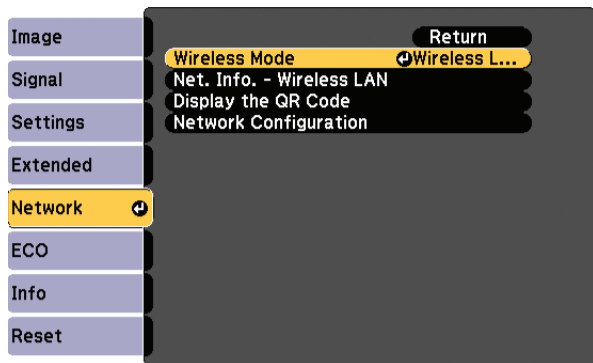 Image
Signal
Settings
Extended
Network
ECO
Info
Reset
Return
Wireless Mode Wireless L...
Net. Info. - Wireless LAN
Display the QR Code
Network Configuration